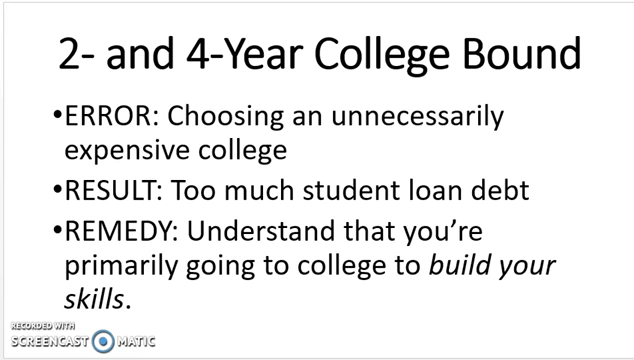 2- and 4-Year College Bound
•ERROR: Choosing an unnecessarily
expensive college
•RESULT: Too much student loan debt
•REMEDY: Understand that you’re
primarily going to college to build your
skills.
RECORDED WITH
SCREENCAST MATIC